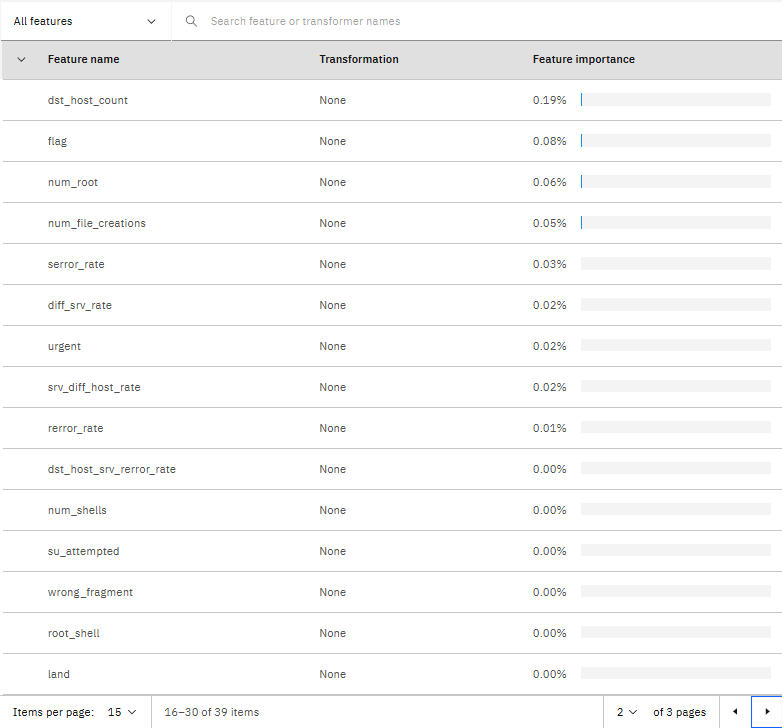 All features Search feature or transformer names
Feature name Transformation Feature importance
dst_host_count None 0.19%
flag None 0.08%
num_root None 0.06%
num_file_creations None 0.05%
serror_rate None 0.03%
diff_srv_rate None 0.02%
urgent None 0.02%
srv_diff_host_rate None 0.02%
rerror_rate None 0.01%
dst_host_srv_rerror_rate None 0.00%
num_shells None 0.00%
su_attempted None 0.00%
wrong_fragment None 0.00%
root_shell None 0.00%
land None 0.00%
Items per page: 15 16–30 of 39 items 2 of 3 pages